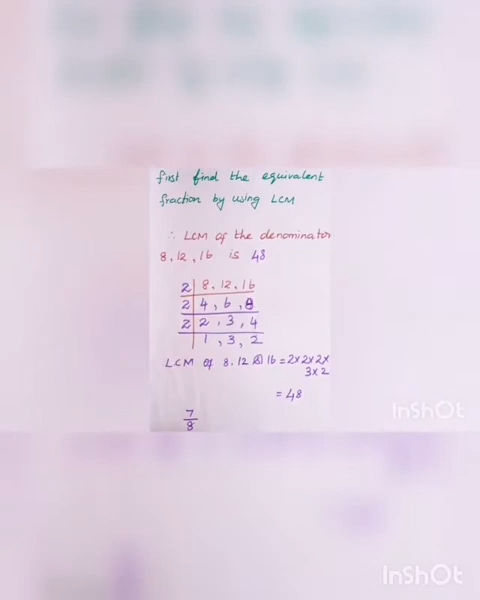 first find the equivalent
fraction by using LCM
∴ LCM of the denominator
8, 12, 16 is 48
2 | 8, 12, 16
2 | 4, 6, 8
2 | 2, 3, 4
1, 3, 2
LCM of 8, 12 & 16 = 2×2×2×
3×2
= 48
7/8
InShOt
InShOt